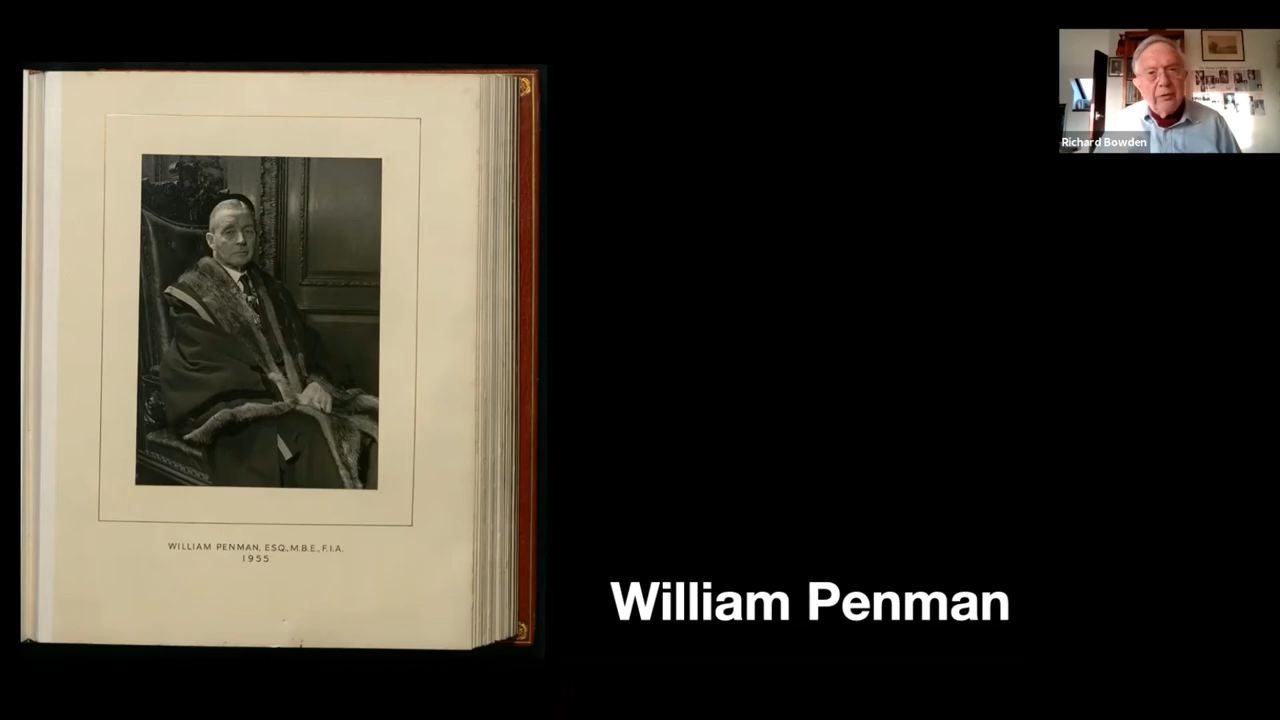 Richard Bowden
WILLIAM PENMAN, ESQ., M.B.E., F.I.A.
1955
William Penman